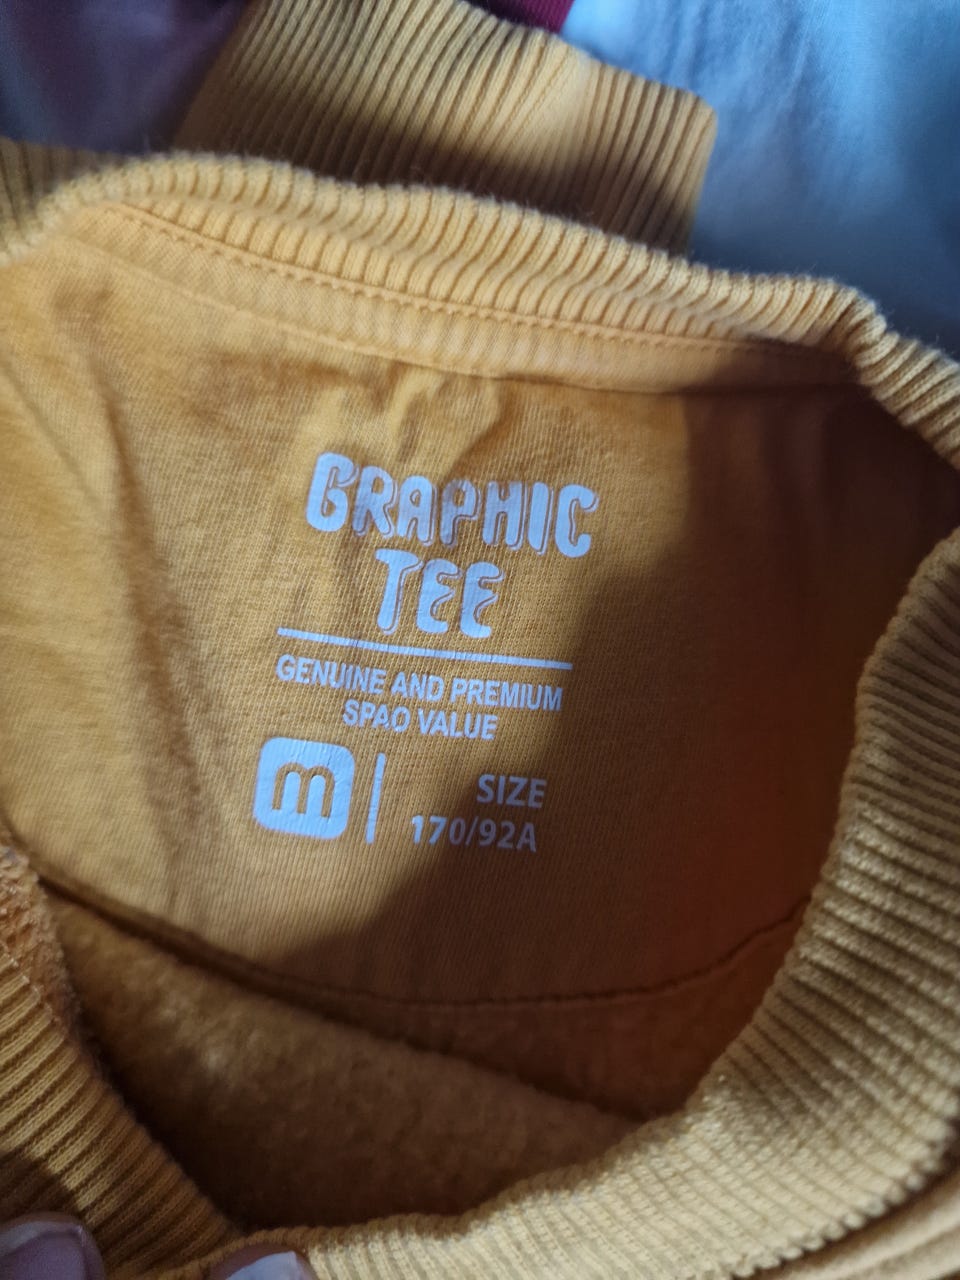 GRAPHIC
TEE
GENUINE AND PREMIUM
SPAO VALUE
m
SIZE
170/92A